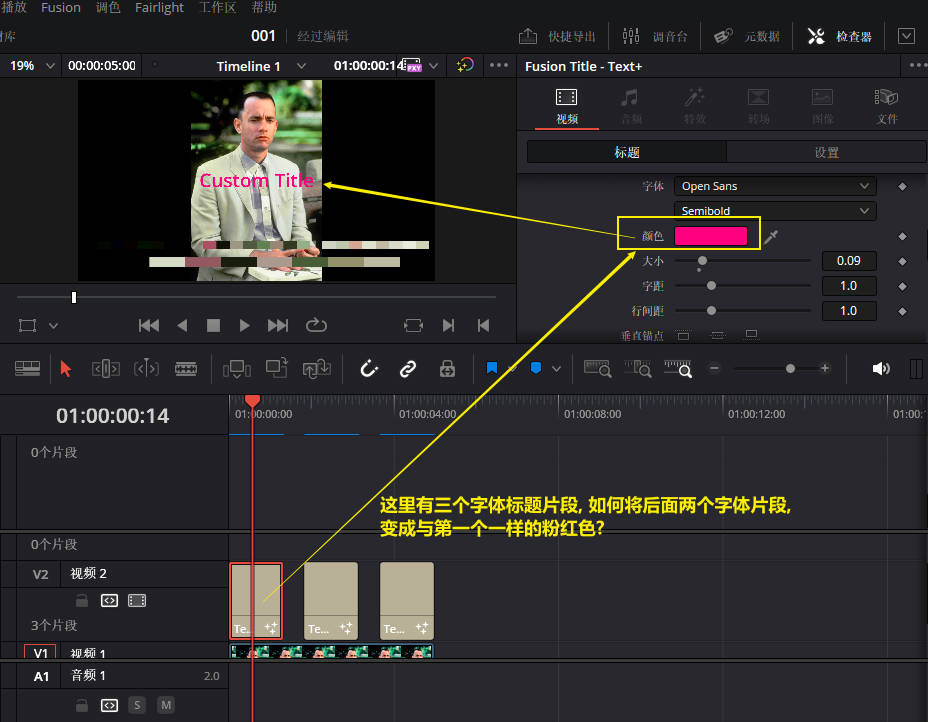 播放 Fusion 调色 Fairlight 工作区 帮助
001 经过编辑 快捷导出 调音台 元数据 检查器
19% 00:00:05:00 Timeline 1 01:00:00:14 PXY Fusion Title - Text+
视频 音频 特效 转场 图像 文件
标题 设置
Custom Title
字体 Open Sans
Semibold
颜色
大小 0.09
字距 1.0
行间距 1.0
垂直锚点
01:00:00:14 01:00:00:00 01:00:04:00 01:00:08:00 01:00:12:00 01:00:
0个片段
这里有三个字体标题片段, 如何将后面两个字体片段,
变成与第一个一样的粉红色?
0个片段
V2 视频 2
3个片段 Te... Te... Te...
V1 视频 1
A1 音频 1 2.0
S M